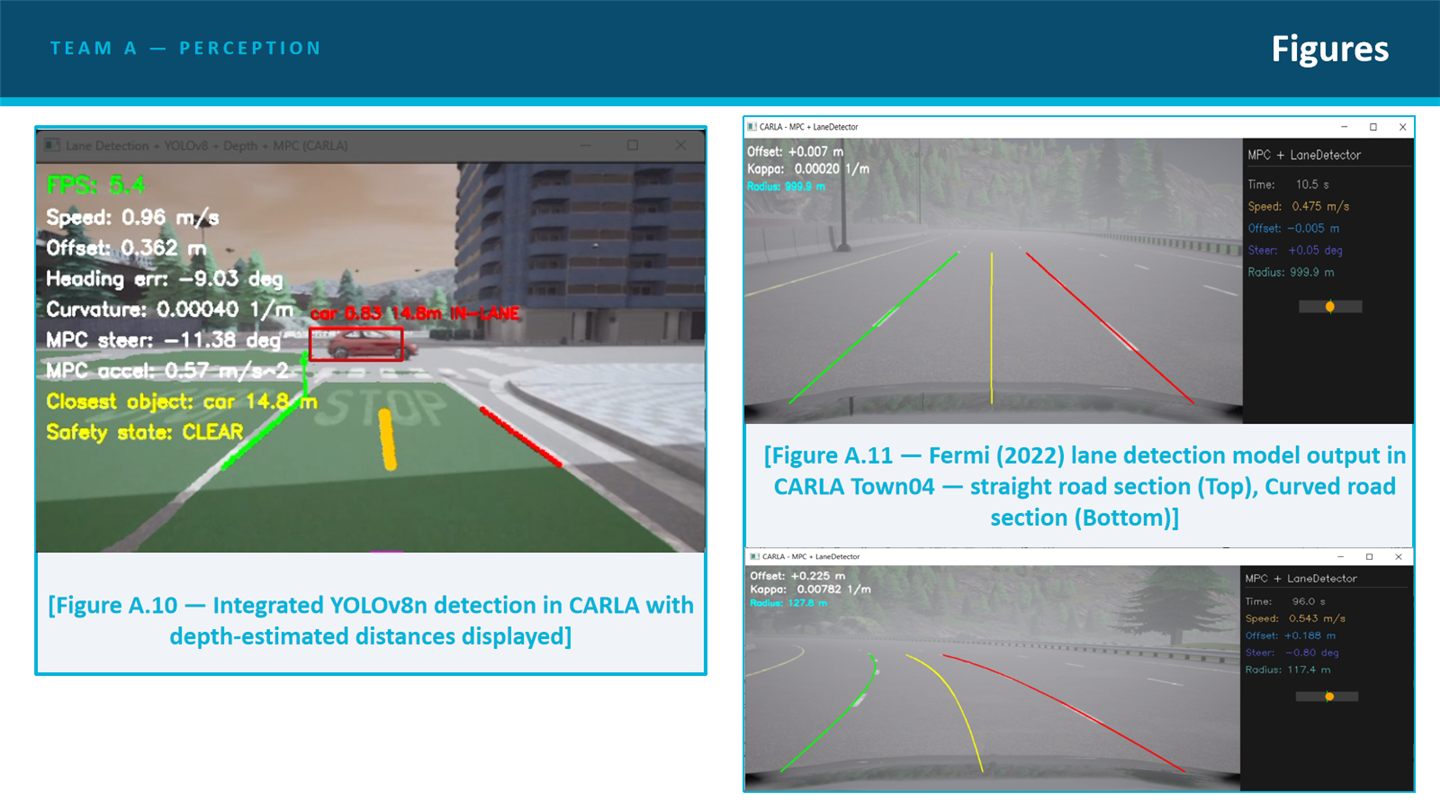 TEAM A — PERCEPTION
Figures
Lane Detection + YOLOv8 + Depth + MPC (CARLA)
FPS: 5.4
Speed: 0.96 m/s
Offset: 0.362 m
Heading err: -9.03 deg
Curvature: 0.00040 1/m
car 0.83 14.8m IN-LANE
MPC steer: -11.38 deg
MPC accel: 0.57 m/s^2
Closest object: car 14.8 m
Safety state: CLEAR
STOP
[Figure A.10 — Integrated YOLOv8n detection in CARLA with
depth-estimated distances displayed]
CARLA - MPC + LaneDetector
Offset: +0.007 m
Kappa: 0.00020 1/m
Radius: 999.9 m
MPC + LaneDetector
Time: 10.5 s
Speed: 0.475 m/s
Offset: -0.005 m
Steer: +0.05 deg
Radius: 999.9 m
[Figure A.11 — Fermi (2022) lane detection model output in
CARLA Town04 — straight road section (Top), Curved road
section (Bottom)]
CARLA - MPC + LaneDetector
Offset: +0.225 m
Kappa: 0.00782 1/m
Radius: 127.8 m
MPC + LaneDetector
Time: 96.0 s
Speed: 0.543 m/s
Offset: +0.188 m
Steer: -0.80 deg
Radius: 117.4 m